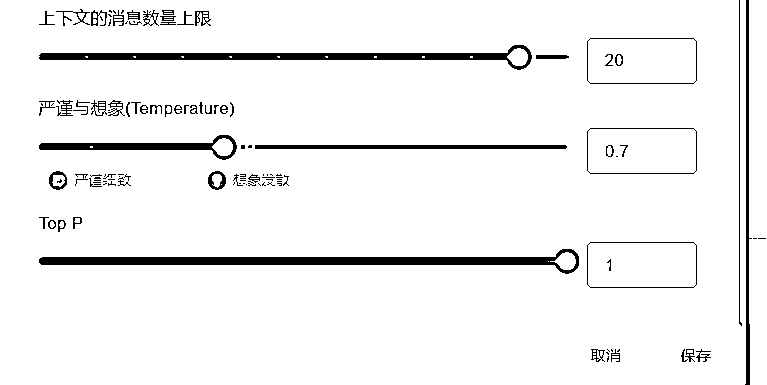 上下文的消息数量上限
20
严谨与想象(Temperature)
0.7
严谨细致 想象发散
Top P
1
取消 保存